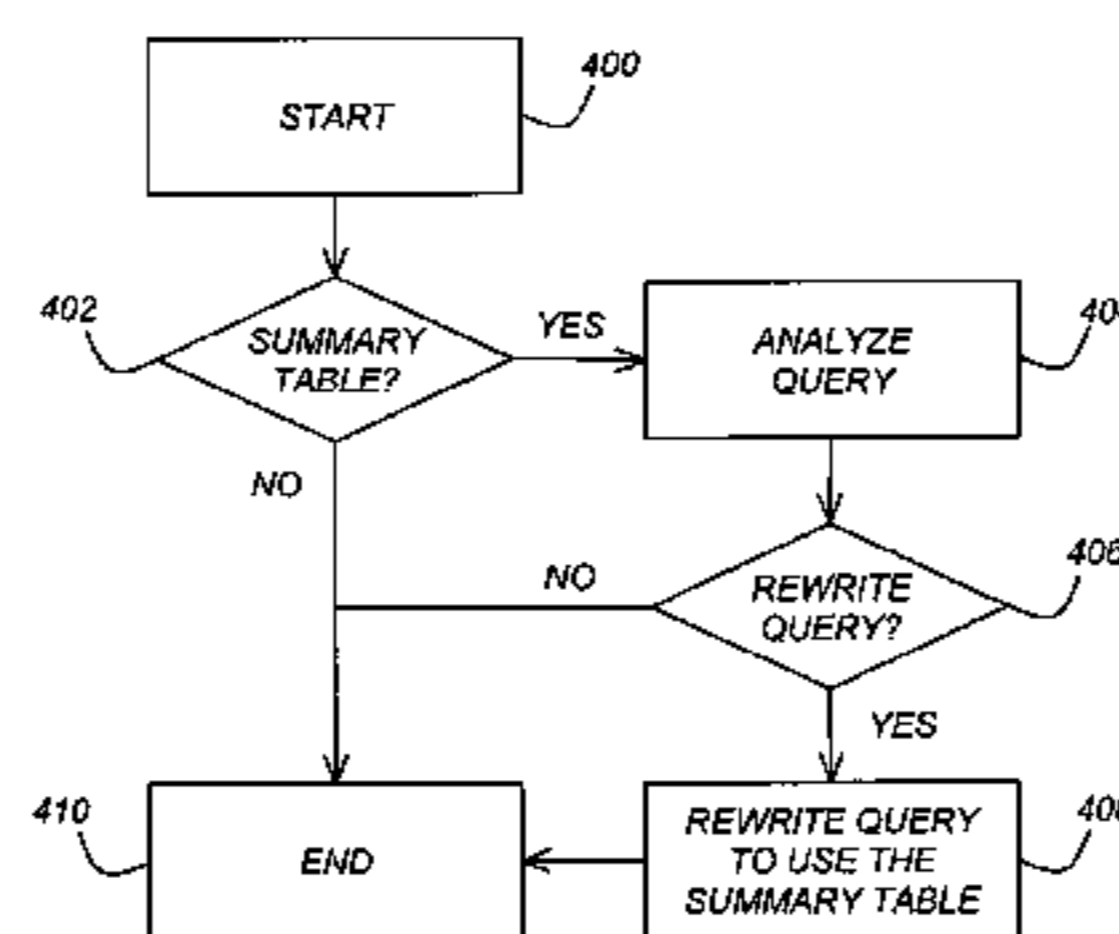 START
400
402
SUMMARY
TABLE?
YES
ANALYZE
QUERY
NO
NO
REWRITE
QUERY?
406
YES
410
END
REWRITE QUERY
TO USE THE
SUMMARY TABLE